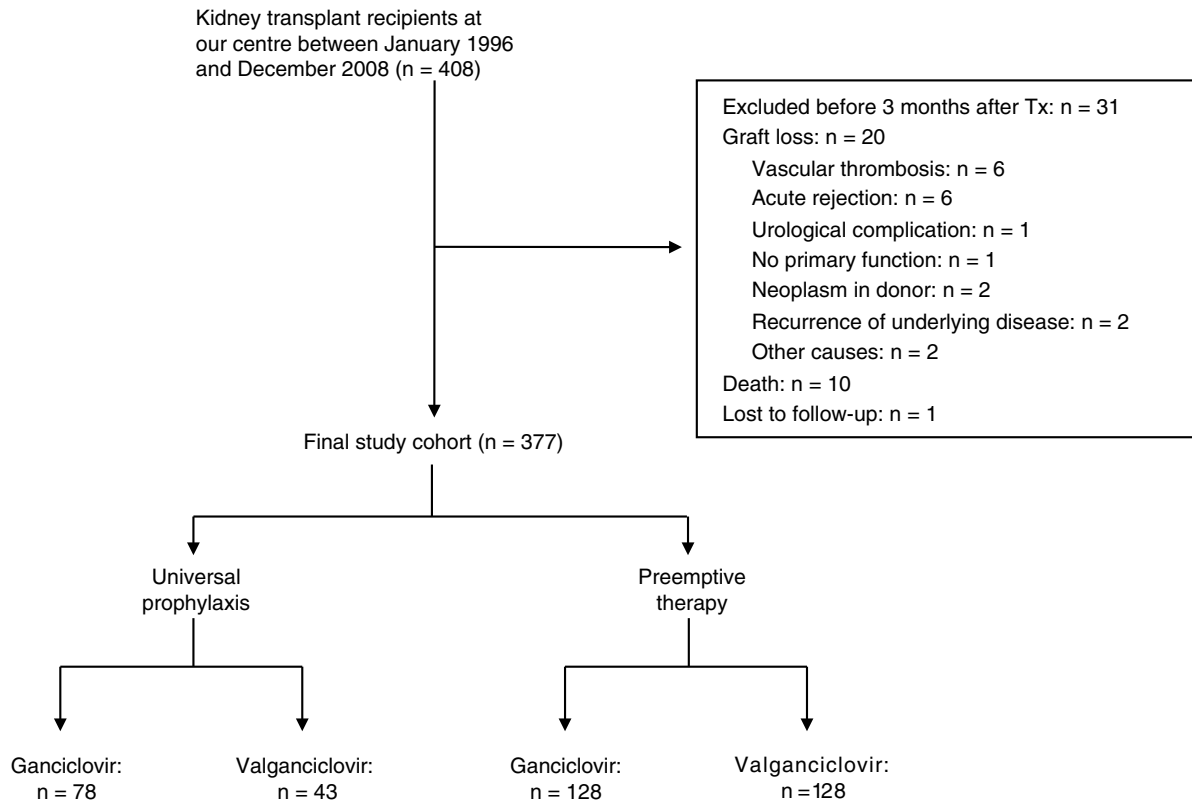 Kidney transplant recipients at
our centre between January 1996
and December 2008 (n = 408)
Excluded before 3 months after Tx: n = 31
Graft loss: n = 20
Vascular thrombosis: n = 6
Acute rejection: n = 6
Urological complication: n = 1
No primary function: n = 1
Neoplasm in donor: n = 2
Recurrence of underlying disease: n = 2
Other causes: n = 2
Death: n = 10
Lost to follow-up: n = 1
Final study cohort (n = 377)
Universal
prophylaxis
Preemptive
therapy
Ganciclovir:
n = 78
Valganciclovir:
n = 43
Ganciclovir:
n = 128
Valganciclovir:
n =128